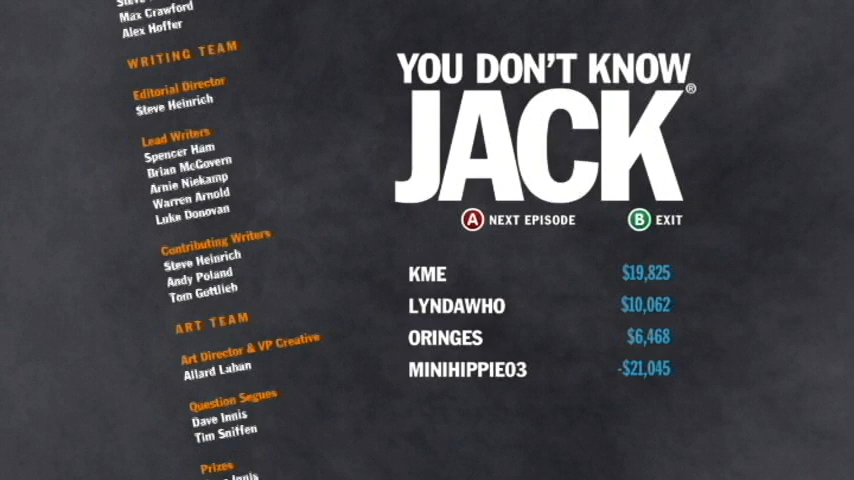 Max Crawford
Alex Hoffer
WRITING TEAM
Editorial Director
Steve Heinrich
Lead Writers
Spencer Ham
Brian McGovern
Arnie Niekamp
Warren Arnold
Luke Donovan
Contributing Writers
Steve Heinrich
Andy Poland
Tom Gottlieb
ART TEAM
Art Director & VP Creative
Allard Laban
Question Segues
Dave Innis
Tim Sniffen
Prizes
Innis
YOU DON'T KNOW
JACK®
A NEXT EPISODE B EXIT
KME $19,825
LYNDAWHO $10,062
ORINGES $6,468
MINIHIPPIE03 -$21,045